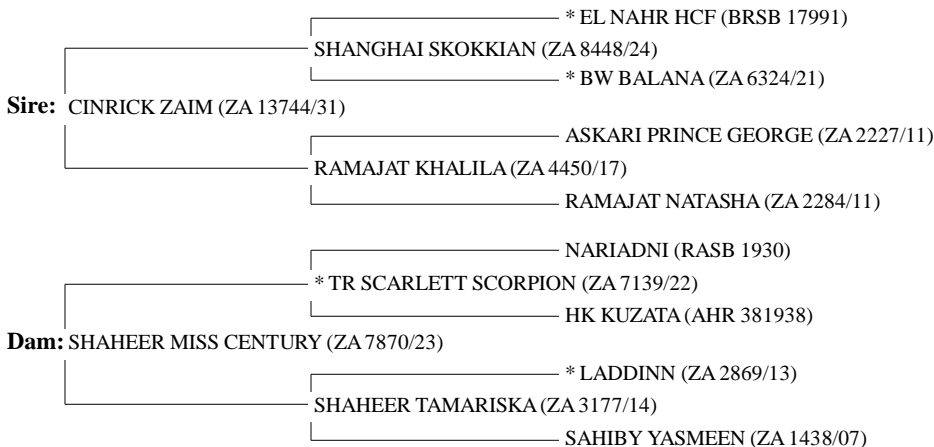 * EL NAHR HCF (BRSB 17991)
SHANGHAI SKOKKIAN (ZA 8448/24)
* BW BALANA (ZA 6324/21)
Sire: CINRICK ZAIM (ZA 13744/31)
ASKARI PRINCE GEORGE (ZA 2227/11)
RAMAJAT KHALILA (ZA 4450/17)
RAMAJAT NATASHA (ZA 2284/11)
NARIADNI (RASB 1930)
* TR SCARLETT SCORPION (ZA 7139/22)
HK KUZATA (AHR 381938)
Dam: SHAHEER MISS CENTURY (ZA 7870/23)
* LADDINN (ZA 2869/13)
SHAHEER TAMARISKA (ZA 3177/14)
SAHIBY YASMEEN (ZA 1438/07)